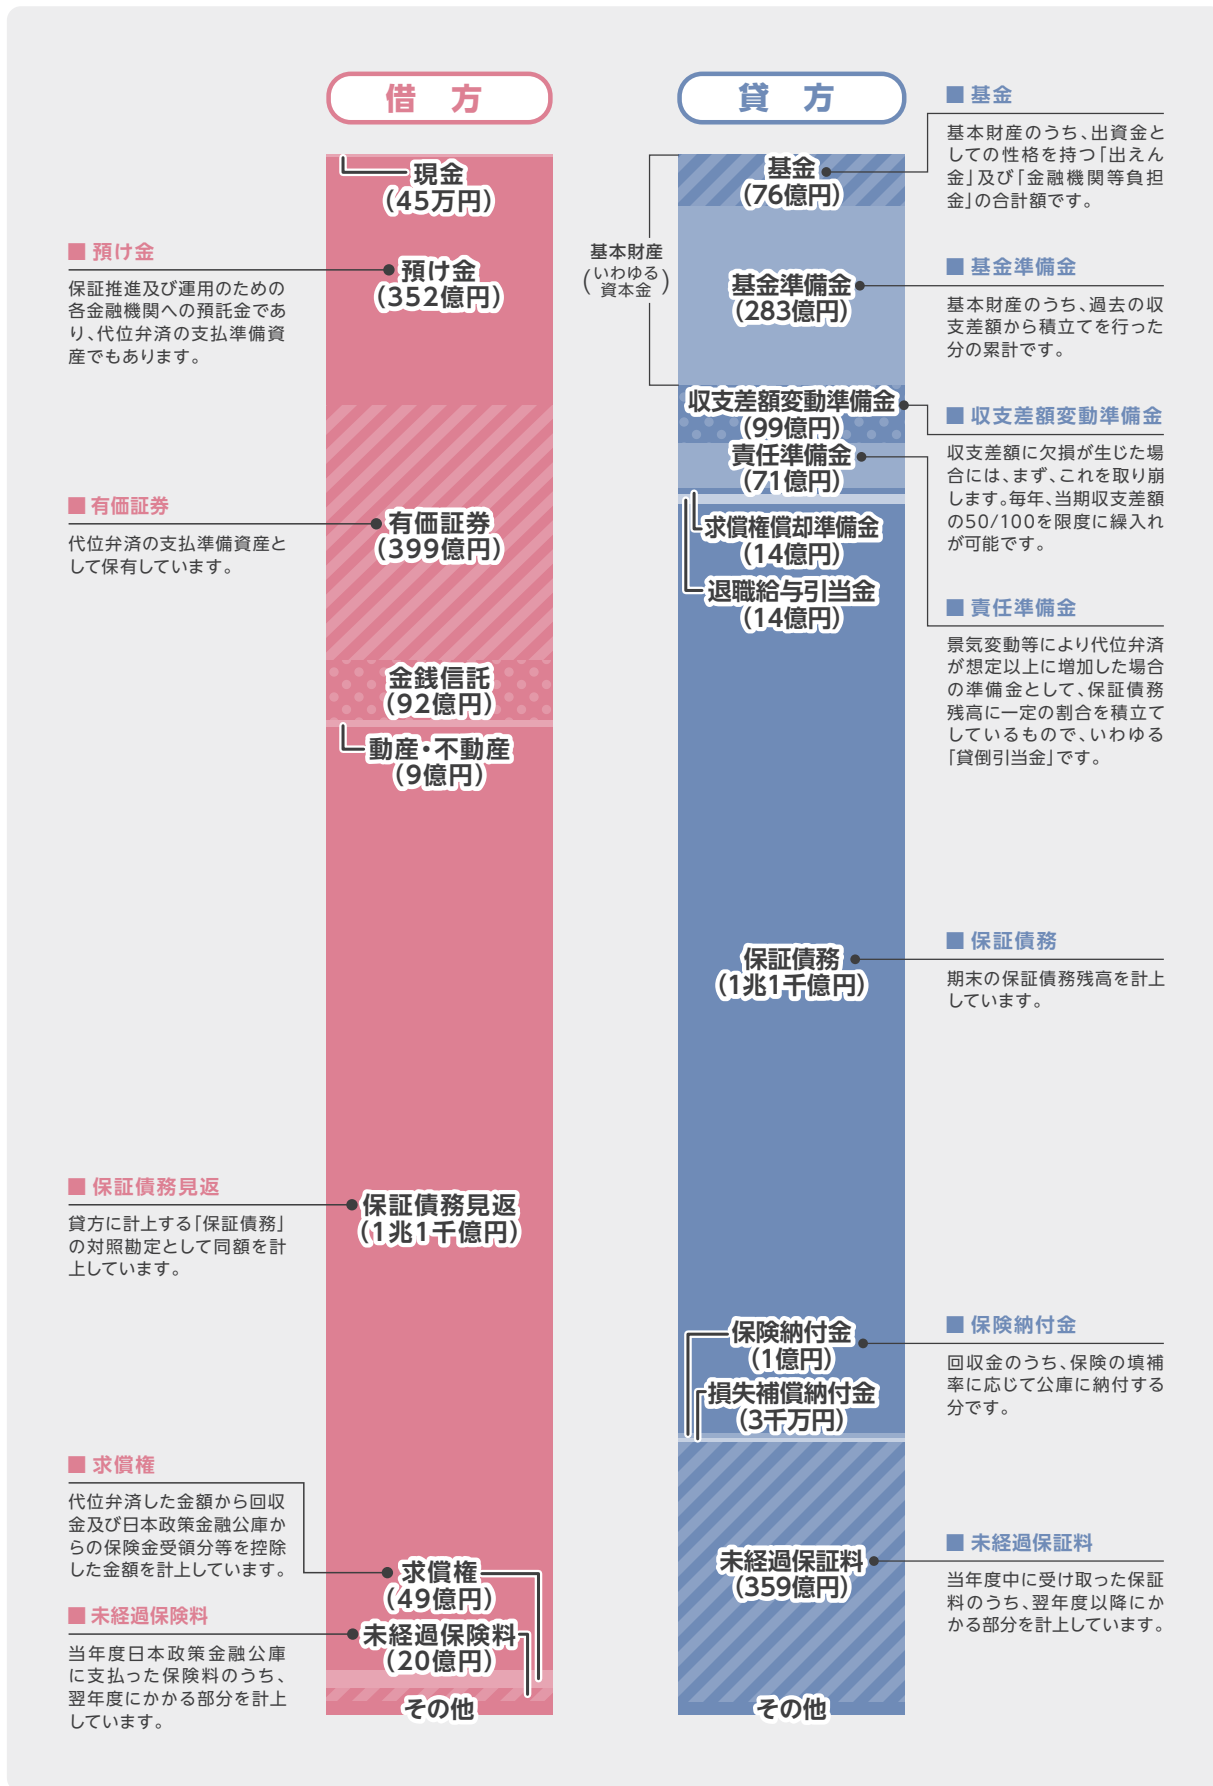 借 方
現金
(45万円)
■ 預け金
保証推進及び運用のための
各金融機関への預託金であ
り、代位弁済の支払準備資
産でもあります。
預け金
(352億円)
■ 有価証券
代位弁済の支払準備資産と
して保有しています。
有価証券
(399億円)
金銭信託
(92億円)
動産・不動産
(9億円)
■ 保証債務見返
貸方に計上する「保証債務」
の対照勘定として同額を計
上しています。
保証債務見返
(1兆1千億円)
■ 求償権
代位弁済した金額から回収
金及び日本政策金融公庫か
らの保険金受領分等を控除
した金額を計上しています。
求償権
(49億円)
■ 未経過保険料
当年度日本政策金融公庫
に支払った保険料のうち、
翌年度にかかる部分を計上
しています。
未経過保険料
(20億円)
その他
貸 方
基本財産
(いわゆる
資本金)
基金
(76億円)
■ 基金
基本財産のうち、出資金と
しての性格を持つ「出えん
金」及び「金融機関等負担
金」の合計額です。
基金準備金
(283億円)
■ 基金準備金
基本財産のうち、過去の収
支差額から積立てを行った
分の累計です。
収支差額変動準備金
(99億円)
■ 収支差額変動準備金
収支差額に欠損が生じた場
合には、まず、これを取り崩
します。毎年、当期収支差額
の50/100を限度に繰入れ
が可能です。
責任準備金
(71億円)
■ 責任準備金
景気変動等により代位弁済
が想定以上に増加した場合
の準備金として、保証債務
残高に一定の割合を積立て
しているもので、いわゆる
「貸倒引当金」です。
求償権償却準備金
(14億円)
退職給与引当金
(14億円)
保証債務
(1兆1千億円)
■ 保証債務
期末の保証債務残高を計上
しています。
保険納付金
(1億円)
■ 保険納付金
回収金のうち、保険の填補
率に応じて公庫に納付する
分です。
損失補償納付金
(3千万円)
未経過保証料
(359億円)
■ 未経過保証料
当年度中に受け取った保証
料のうち、翌年度以降にか
かる部分を計上しています。
その他